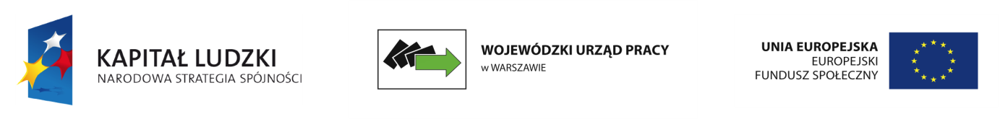 KAPITAŁ LUDZKI
NARODOWA STRATEGIA SPÓJNOŚCI
WOJEWÓDZKI URZĄD PRACY
w WARSZAWIE
UNIA EUROPEJSKA
EUROPEJSKI
FUNDUSZ SPOŁECZNY